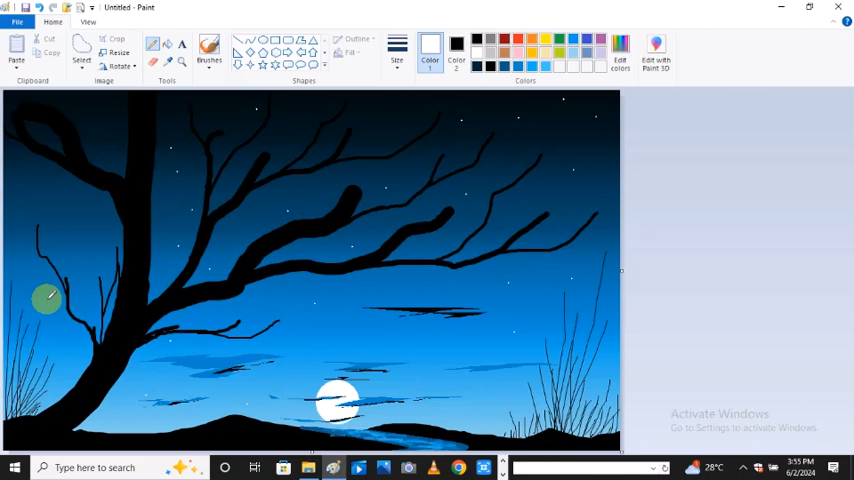 Untitled - Paint
File Home View
Paste
Cut
Copy
Clipboard
Select
Crop
Resize
Rotate
Image
A
Tools
Brushes
Outline
Fill
Shapes
Size
Color 1
Color 2
Edit colors
Colors
Edit with Paint 3D
Activate Windows
Go to Settings to activate Windows.
Type here to search
28°C
3:55 PM
6/2/2024